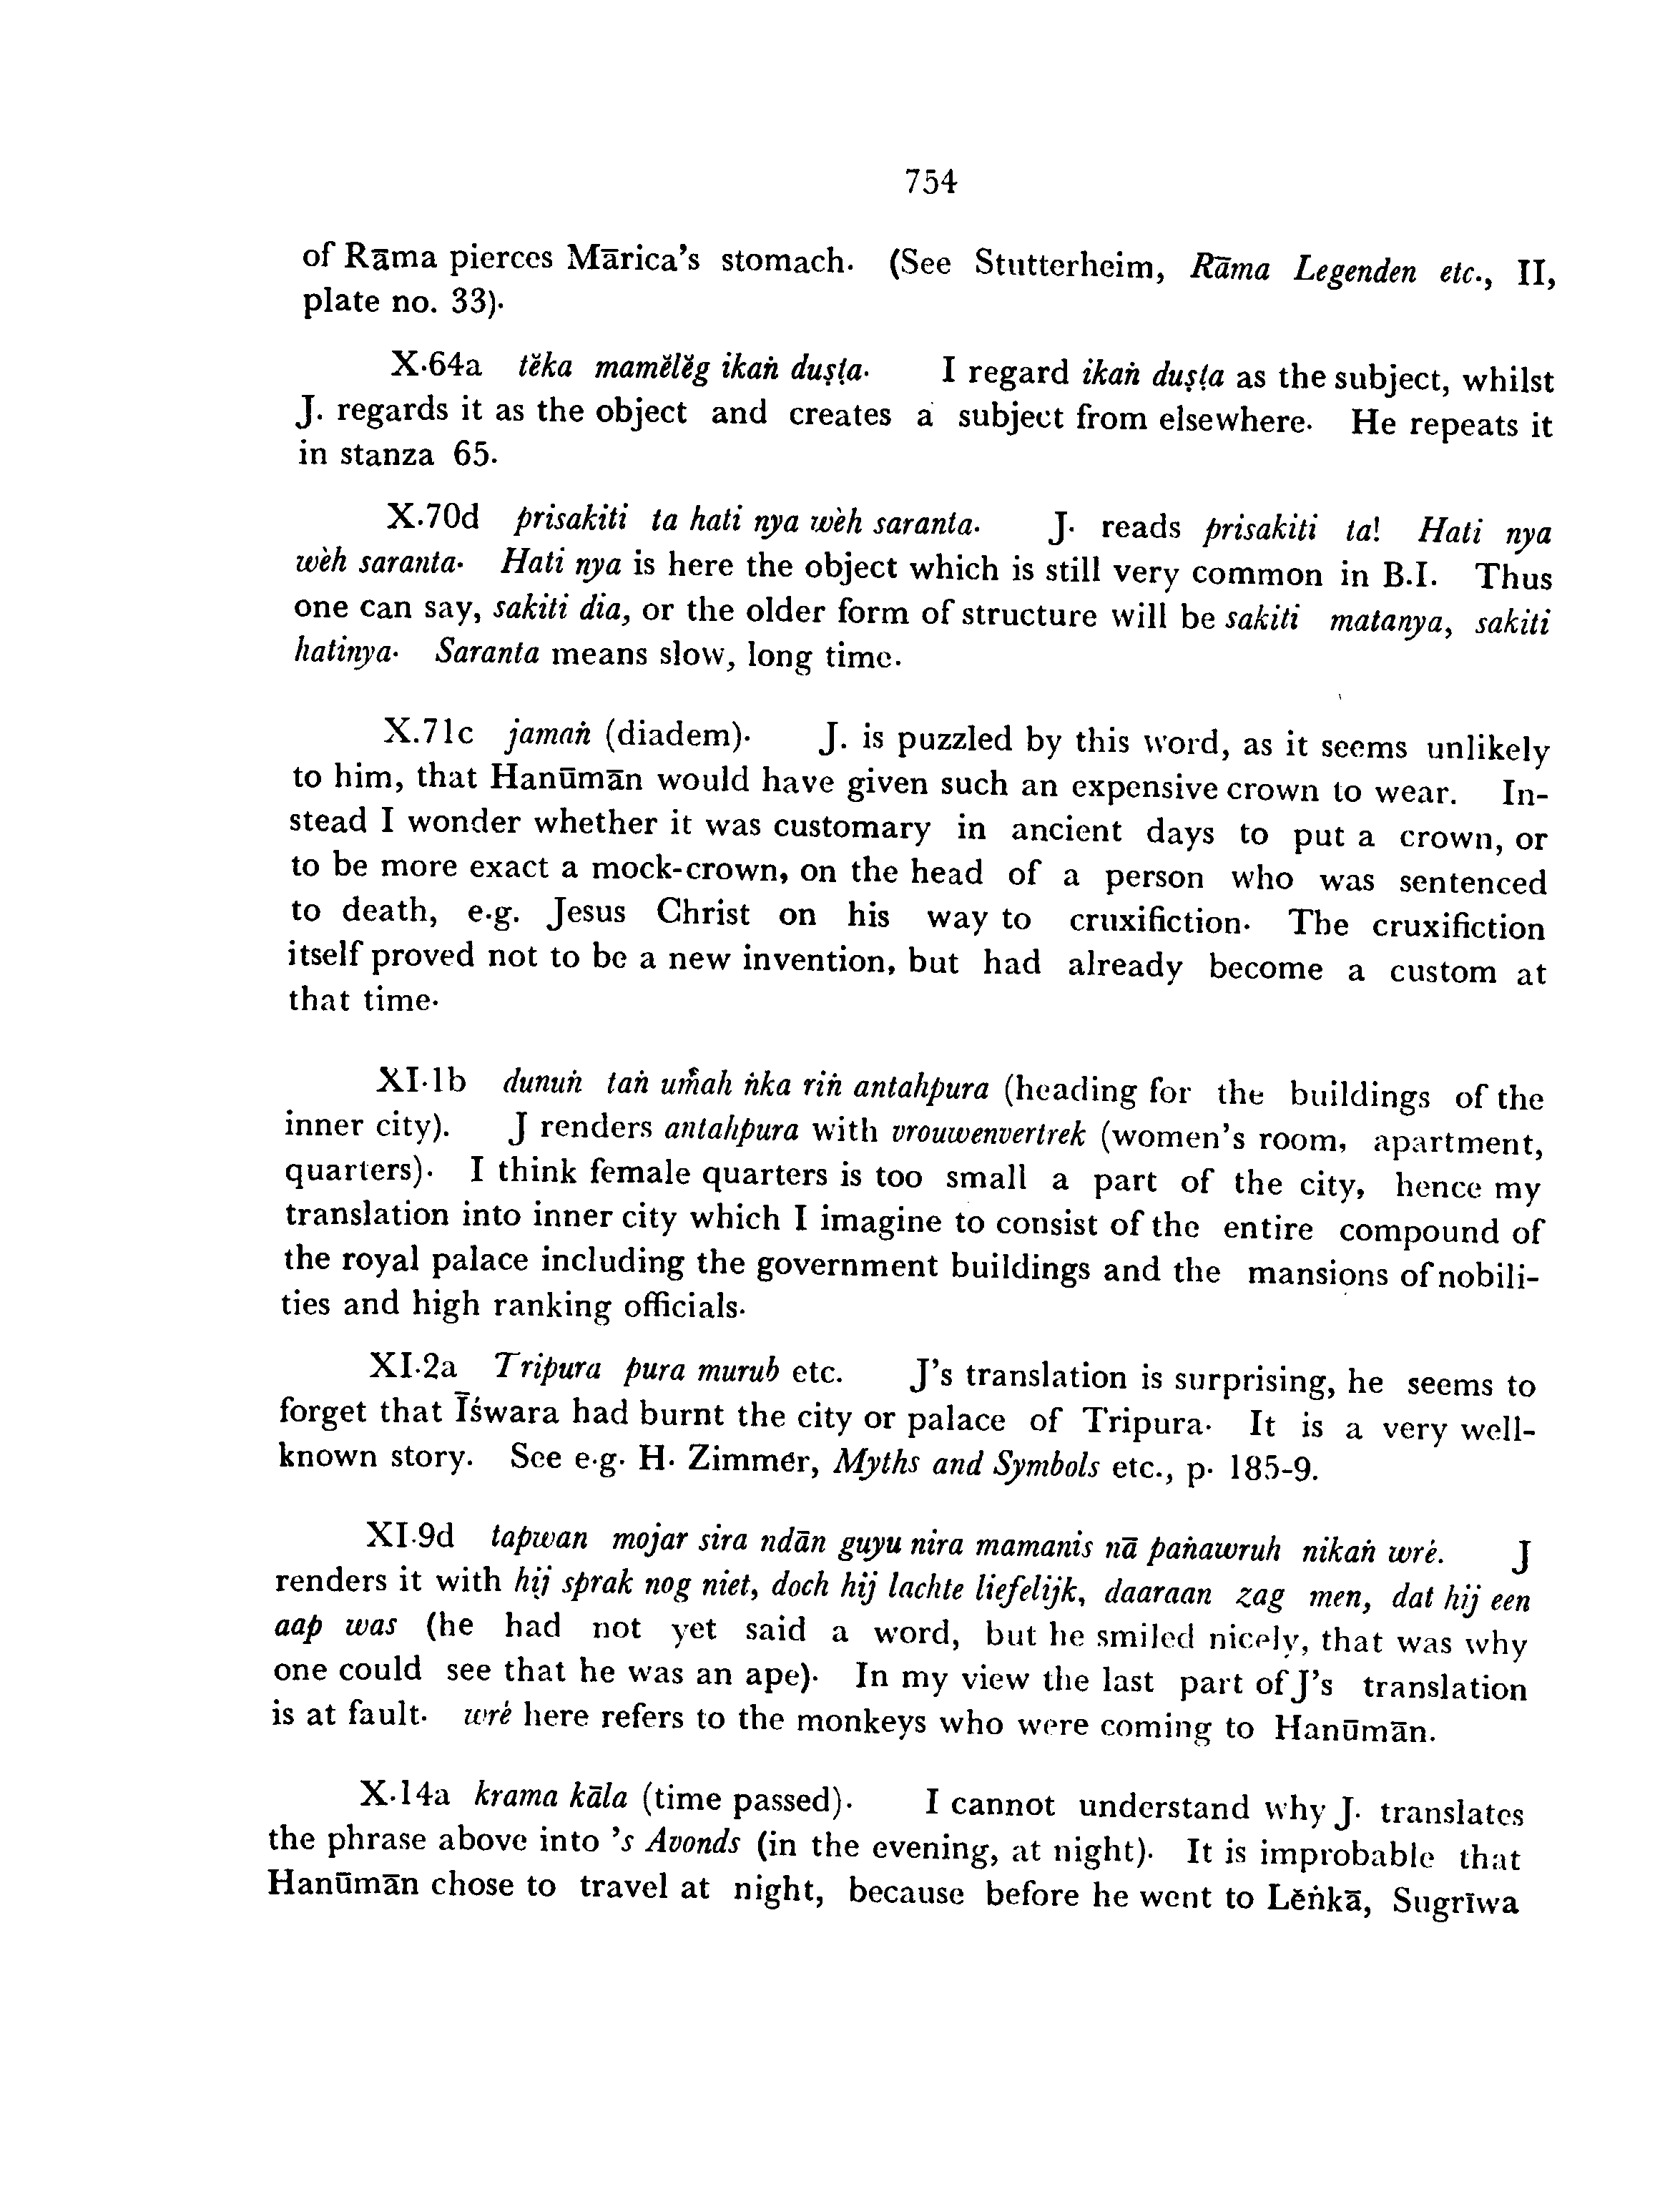 754
of Rāma pierces Mārica's stomach. (See Stutterheim, Rāma Legenden etc., II,
plate no. 33).
X.64a těka mamělěg ikaṅ duṣṭa. I regard ikaṅ duṣṭa as the subject, whilst
J. regards it as the object and creates a subject from elsewhere. He repeats it
in stanza 65.
X.70d prisakiti ta hati nya wèh saranta. J. reads prisakiti ta! Hati nya
wèh saranta. Hati nya is here the object which is still very common in B.I. Thus
one can say, sakiti dia, or the older form of structure will be sakiti matanya, sakiti
hatinya. Saranta means slow, long time.
X.71c jamaṅ (diadem). J. is puzzled by this word, as it seems unlikely
to him, that Hanūmān would have given such an expensive crown to wear. In-
stead I wonder whether it was customary in ancient days to put a crown, or
to be more exact a mock-crown, on the head of a person who was sentenced
to death, e.g. Jesus Christ on his way to cruxifiction. The cruxifiction
itself proved not to be a new invention, but had already become a custom at
that time.
XI.1b dunuṅ taṅ um̂ah ṅka riṅ antahpura (heading for the buildings of the
inner city). J renders antahpura with vrouwenvertrek (women's room, apartment,
quarters). I think female quarters is too small a part of the city, hence my
translation into inner city which I imagine to consist of the entire compound of
the royal palace including the government buildings and the mansions of nobili-
ties and high ranking officials.
XI.2a Tripura pura murub etc. J's translation is surprising, he seems to
forget that Īśwara had burnt the city or palace of Tripura. It is a very well-
known story. See e.g. H. Zimmer, Myths and Symbols etc., p. 185-9.
XI.9d tapwan mojar sira ndān guyu nira mamanis nā paṅawruh nikaṅ wré. J
renders it with hij sprak nog niet, doch hij lachte liefelijk, daaraan zag men, dat hij een
aap was (he had not yet said a word, but he smiled nicely, that was why
one could see that he was an ape). In my view the last part of J's translation
is at fault. wré here refers to the monkeys who were coming to Hanūmān.
X.14a krama kāla (time passed). I cannot understand why J. translates
the phrase above into 's Avonds (in the evening, at night). It is improbable that
Hanūmān chose to travel at night, because before he went to Lěṅkā, Sugrīwa